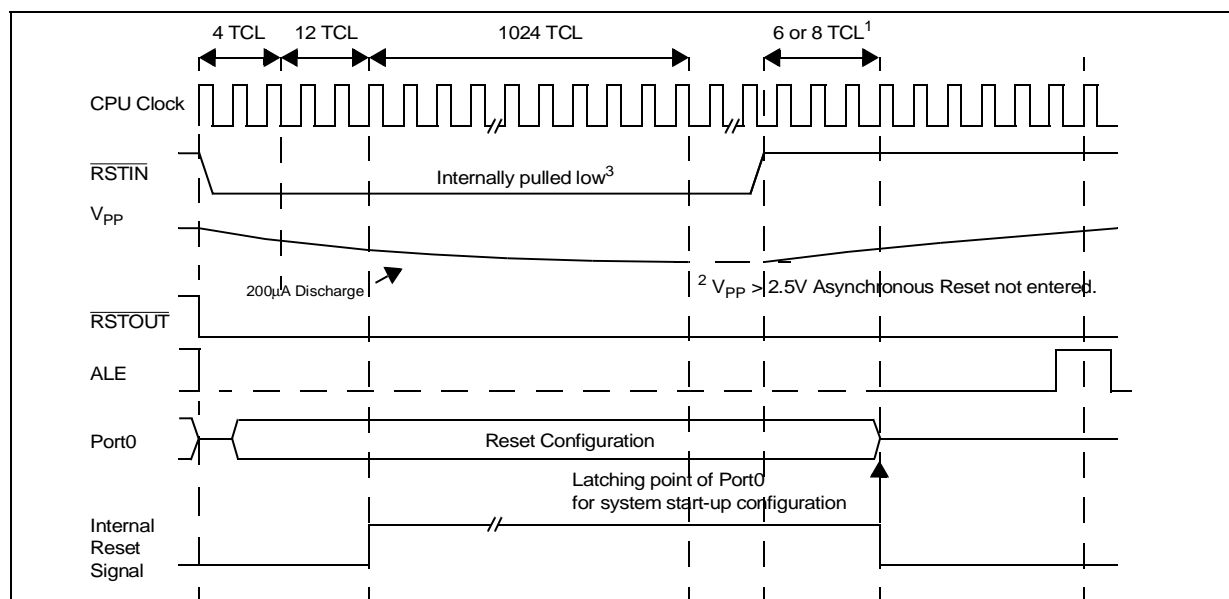 4 TCL 12 TCL 1024 TCL 6 or 8 TCL¹
CPU Clock
RSTIN
Internally pulled low³
VPP
200µA Discharge
² VPP > 2.5V Asynchronous Reset not entered.
RSTOUT
ALE
Port0
Reset Configuration
Latching point of Port0
for system start-up configuration
Internal
Reset
Signal